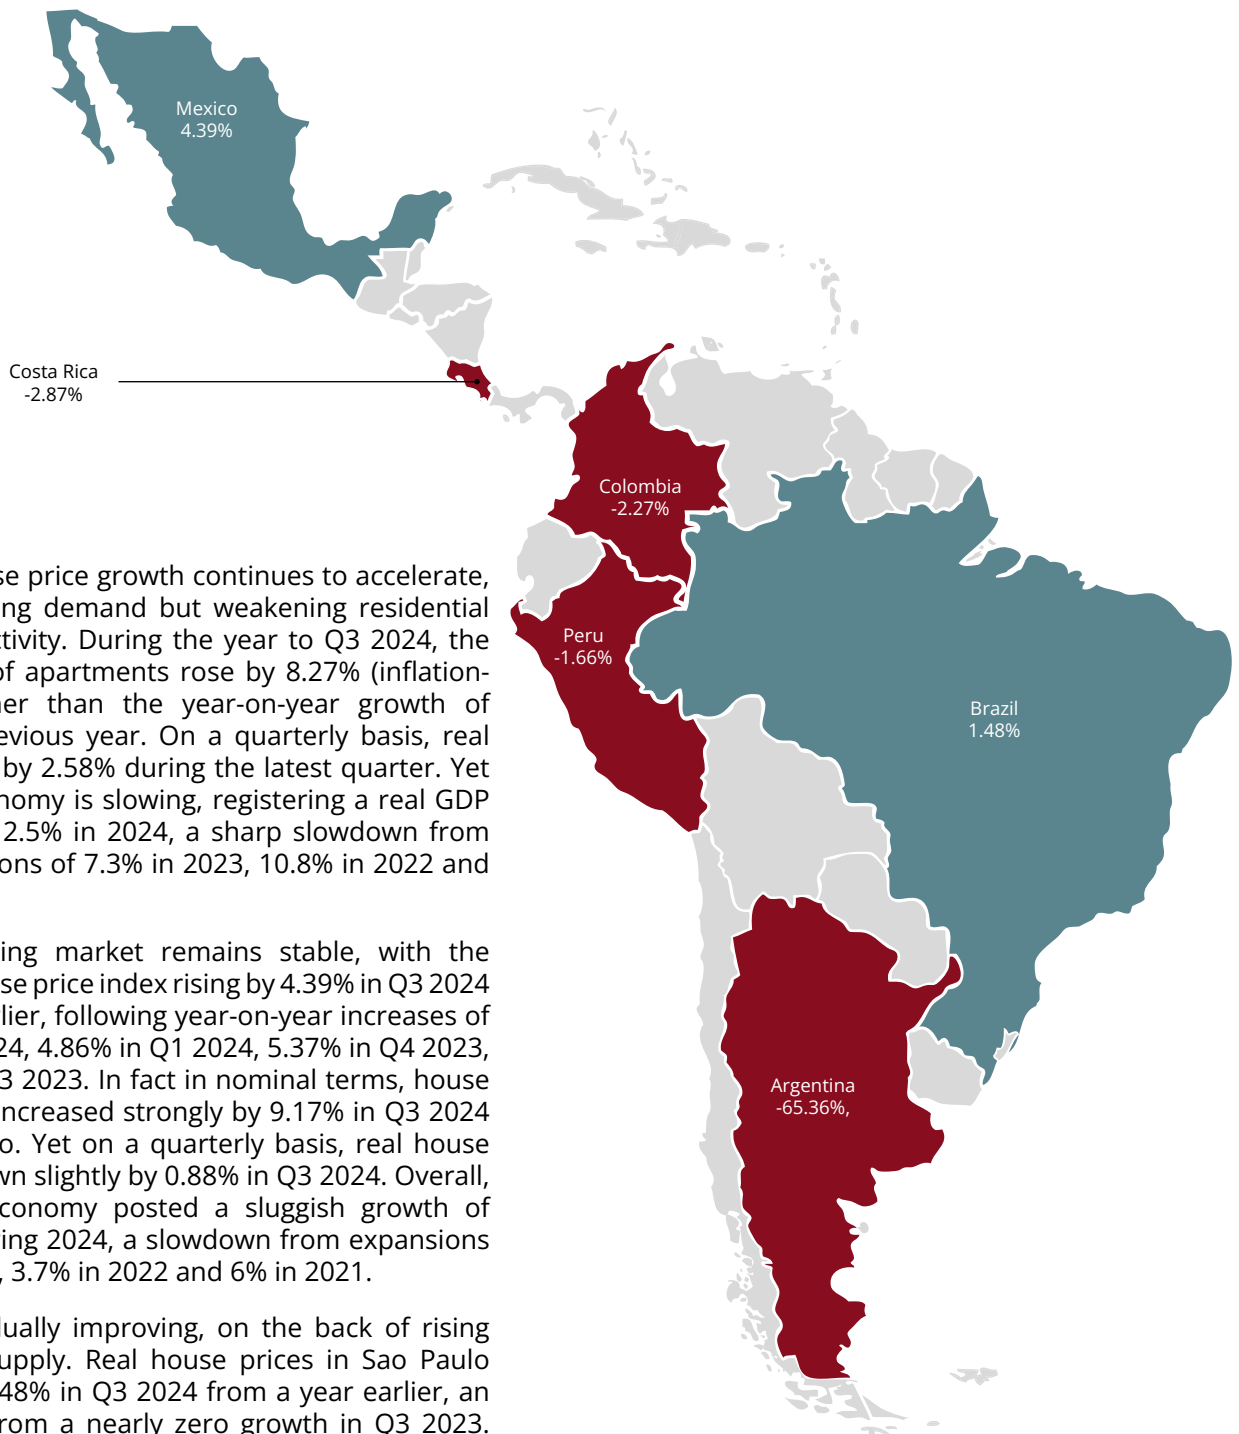 Mexico
4.39%
Costa Rica
-2.87%
Colombia
-2.27%
Peru
-1.66%
Brazil
1.48%
Argentina
-65.36%,
se price growth continues to accelerate,
ng demand but weakening residential
tivity. During the year to Q3 2024, the
of apartments rose by 8.27% (inflation-
er than the year-on-year growth of
evious year. On a quarterly basis, real
by 2.58% during the latest quarter. Yet
nomy is slowing, registering a real GDP
2.5% in 2024, a sharp slowdown from
ons of 7.3% in 2023, 10.8% in 2022 and
ing market remains stable, with the
se price index rising by 4.39% in Q3 2024
lier, following year-on-year increases of
24, 4.86% in Q1 2024, 5.37% in Q4 2023,
3 2023. In fact in nominal terms, house
increased strongly by 9.17% in Q3 2024
o. Yet on a quarterly basis, real house
wn slightly by 0.88% in Q3 2024. Overall,
conomy posted a sluggish growth of
ing 2024, a slowdown from expansions
, 3.7% in 2022 and 6% in 2021.
dually improving, on the back of rising
upply. Real house prices in Sao Paulo
48% in Q3 2024 from a year earlier, an
rom a nearly zero growth in Q3 2023.